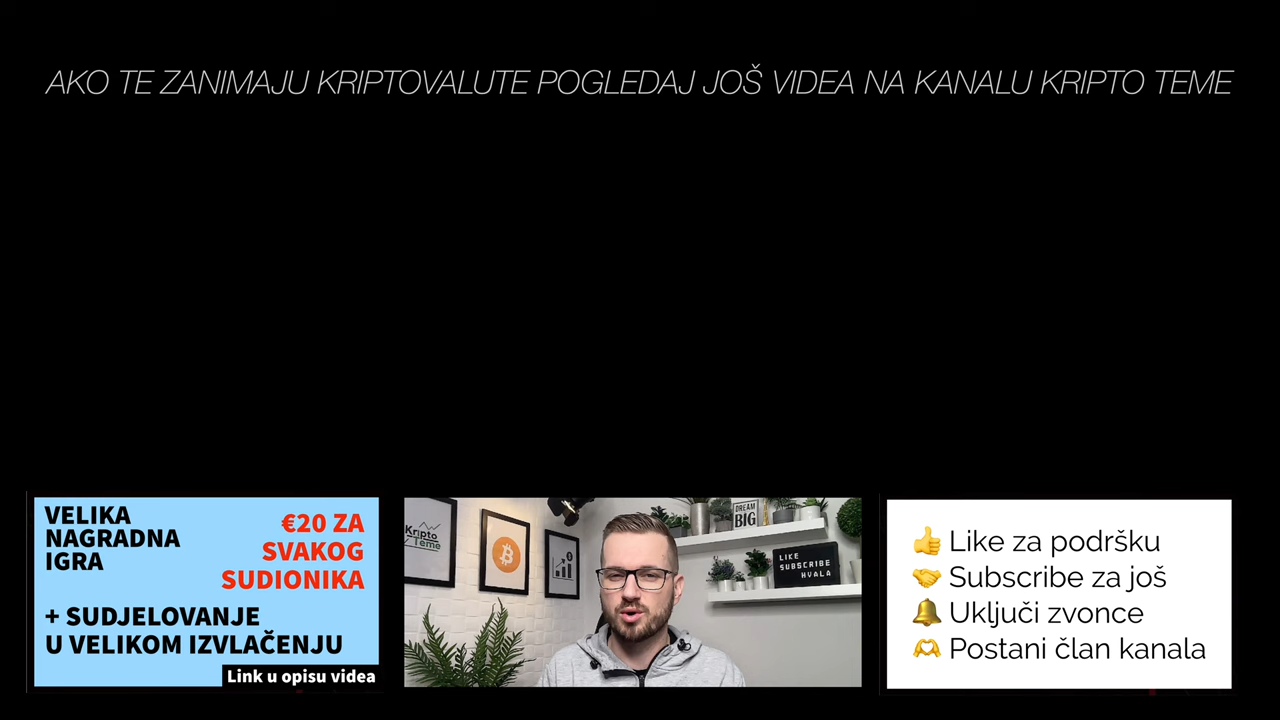 AKO TE ZANIMAJU KRIPTOVALUTE POGLEDAJ JOŠ VIDEA NA KANALU KRIPTO TEME
VELIKA
NAGRADNA
IGRA
€20 ZA
SVAKOG
SUDIONIKA
+ SUDJELOVANJE
U VELIKOM IZVLAČENJU
Link u opisu videa
Kripto
Teme
DREAM
BIG
LIKE
SUBSCRIBE
HVALA
Like za podršku
Subscribe za još
Uključi zvonce
Postani član kanala